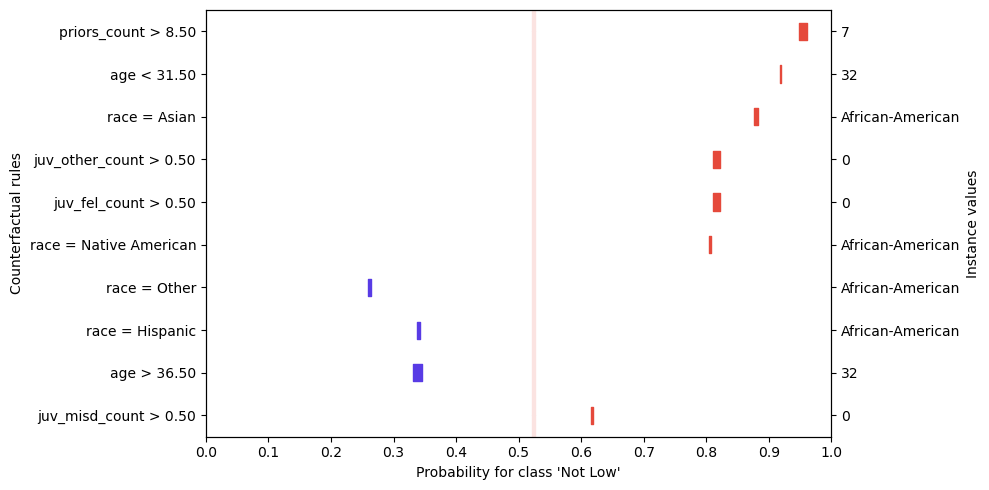 priors_count > 8.50
7
age < 31.50
32
race = Asian
African-American
juv_other_count > 0.50
0
juv_fel_count > 0.50
0
race = Native American
African-American
race = Other
African-American
race = Hispanic
African-American
age > 36.50
32
juv_misd_count > 0.50
0
Counterfactual rules
Instance values
0.0 0.1 0.2 0.3 0.4 0.5 0.6 0.7 0.8 0.9 1.0
Probability for class 'Not Low'